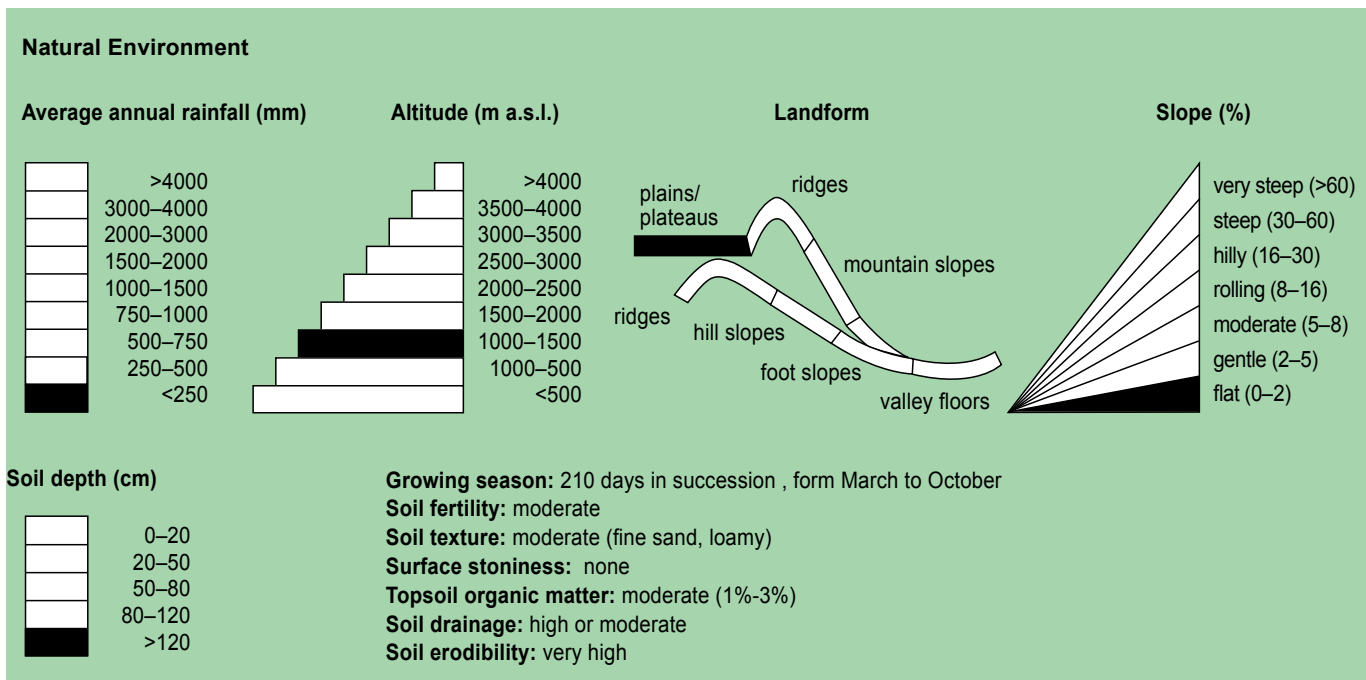 Natural Environment
Average annual rainfall (mm)
>4000
3000–4000
2000–3000
1500–2000
1000–1500
750–1000
500–750
250–500
<250
Altitude (m a.s.l.)
>4000
3500–4000
3000–3500
2500–3000
2000–2500
1500–2000
1000–1500
1000–500
<500
Landform
plains/
plateaus
ridges
mountain slopes
ridges
hill slopes
foot slopes
valley floors
Slope (%)
very steep (>60)
steep (30–60)
hilly (16–30)
rolling (8–16)
moderate (5–8)
gentle (2–5)
flat (0–2)
Soil depth (cm)
0–20
20–50
50–80
80–120
>120
Growing season: 210 days in succession , form March to October
Soil fertility: moderate
Soil texture: moderate (fine sand, loamy)
Surface stoniness: none
Topsoil organic matter: moderate (1%-3%)
Soil drainage: high or moderate
Soil erodibility: very high